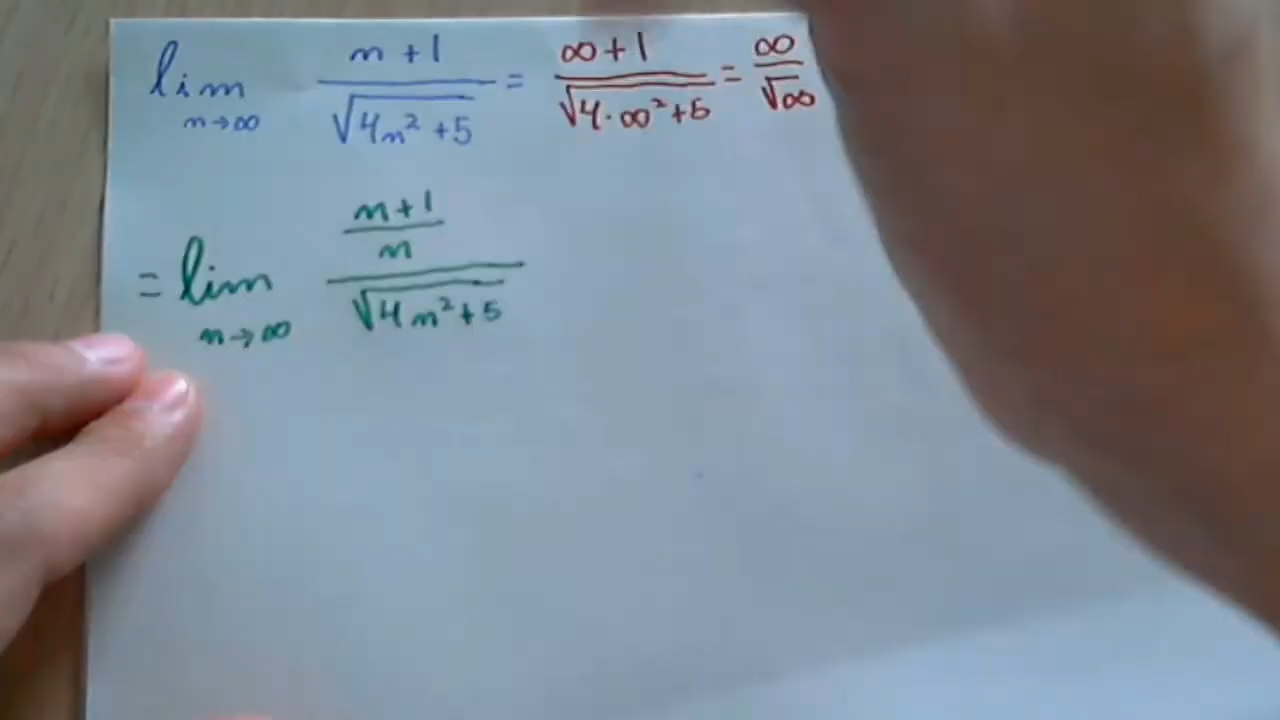 lim n→∞ (n+1)/(√(4n²+5)) = (∞+1)/(√(4·∞²+5)) = ∞/√∞
= lim n→∞ ((n+1)/n)/(√(4n²+5))